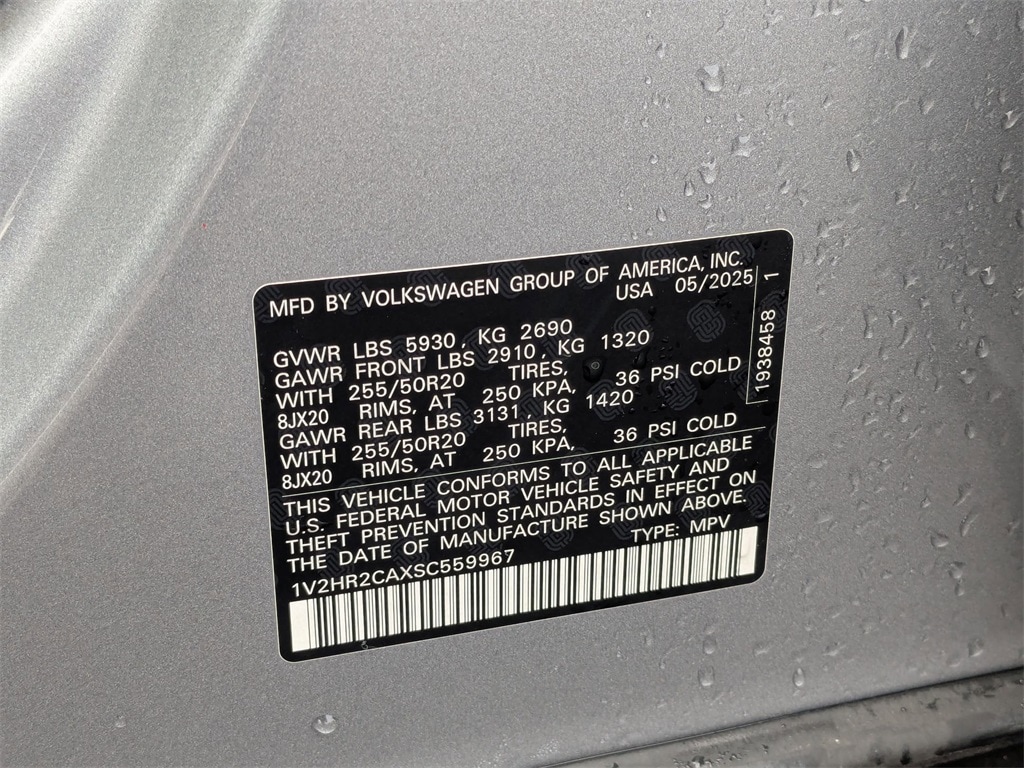 MFD BY VOLKSWAGEN GROUP OF AMERICA, INC.
USA 05/2025
GVWR LBS 5930, KG 2690
GAWR FRONT LBS 2910, KG 1320
WITH 255/50R20 TIRES,
8JX20 RIMS, AT 250 KPA, 36 PSI COLD
GAWR REAR LBS 3131, KG 1420
WITH 255/50R20 TIRES,
8JX20 RIMS, AT 250 KPA, 36 PSI COLD
THIS VEHICLE CONFORMS TO ALL APPLICABLE
U.S. FEDERAL MOTOR VEHICLE SAFETY AND
THEFT PREVENTION STANDARDS IN EFFECT ON
THE DATE OF MANUFACTURE SHOWN ABOVE.
1V2HR2CAXSC559967 TYPE: MPV
1938458 1